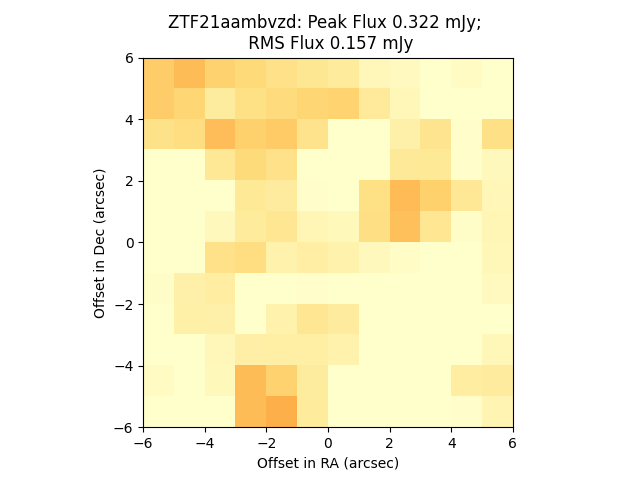 ZTF21aambvzd: Peak Flux 0.322 mJy;
RMS Flux 0.157 mJy
6
4
2
0
−2
−4
−6
Offset in Dec (arcsec)
−6 −4 −2 0 2 4 6
Offset in RA (arcsec)